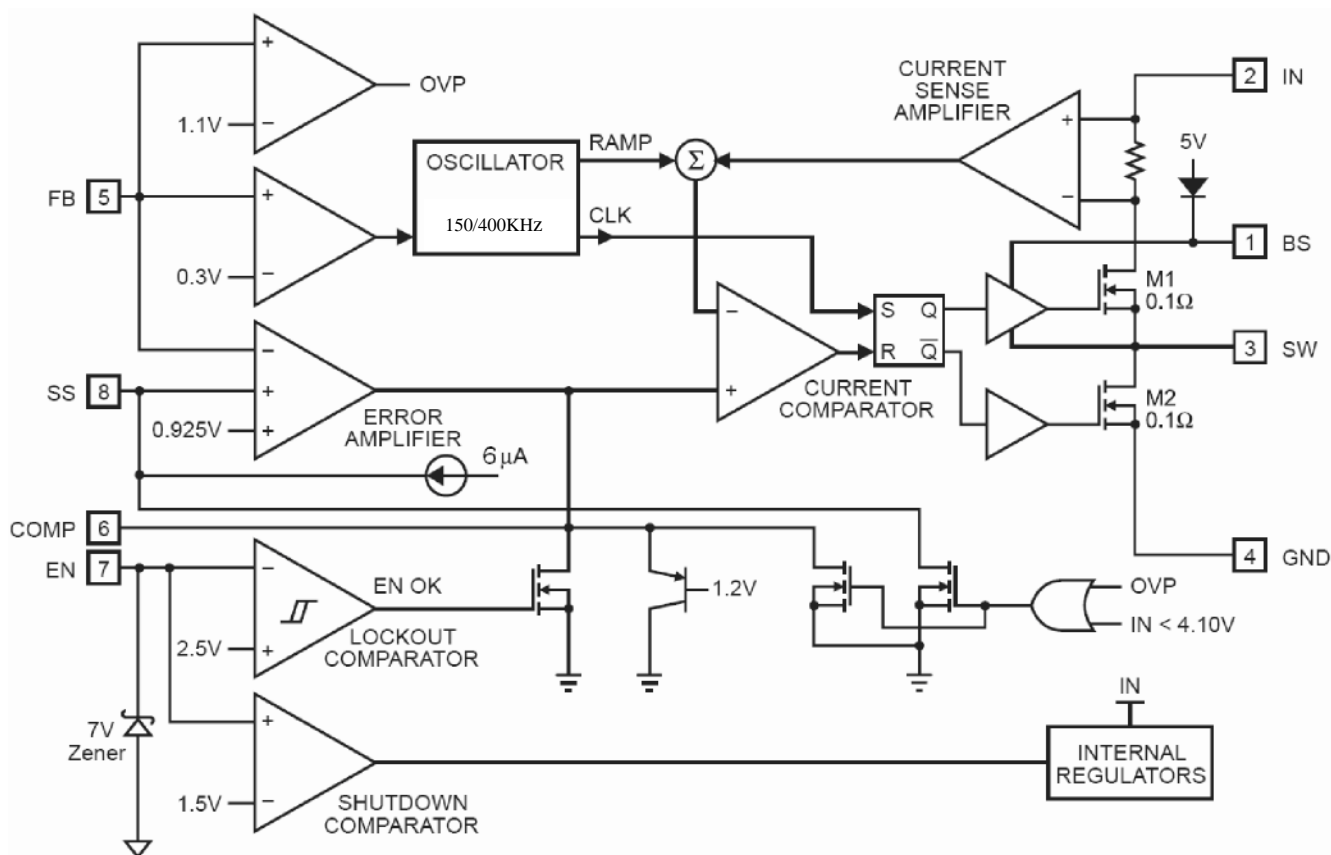 +
OVP
1.1V
−
CURRENT
SENSE
AMPLIFIER
+
−
2
IN
5V
FB
5
+
0.3V
−
OSCILLATOR
150/400KHz
RAMP
CLK
Σ
1
BS
M1
0.1Ω
−
+
CURRENT
COMPARATOR
S
Q
R
Q̅
3
SW
M2
0.1Ω
SS
8
−
+
0.925V
+
ERROR
AMPLIFIER
6μA
COMP
6
EN
7
−
2.5V
+
EN OK
LOCKOUT
COMPARATOR
1.2V
OVP
IN < 4.10V
4
GND
7V
Zener
+
1.5V
−
SHUTDOWN
COMPARATOR
IN
INTERNAL
REGULATORS